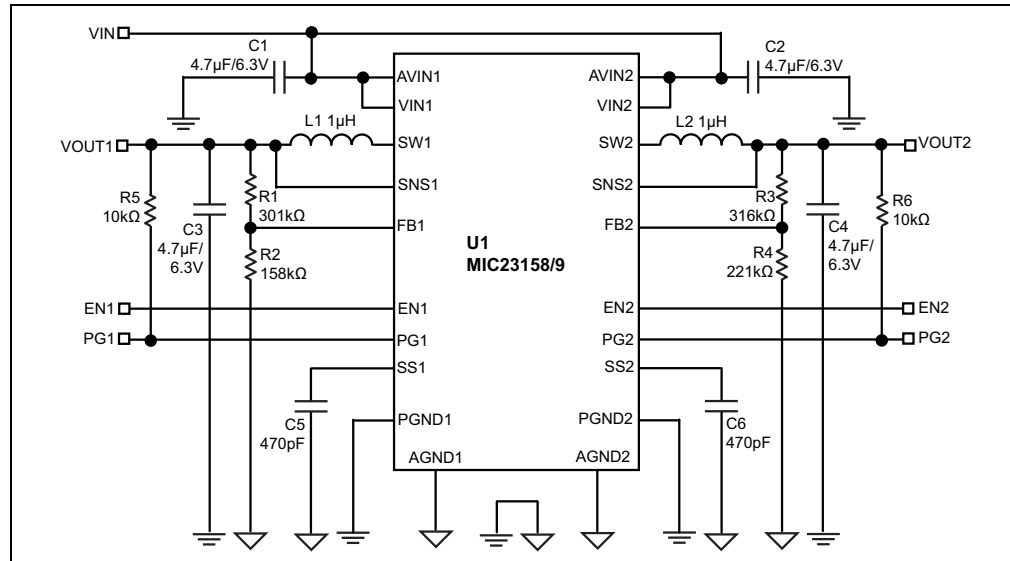 VIN
C1
4.7µF/6.3V
C2
4.7µF/6.3V
AVIN1
AVIN2
VIN1
VIN2
L1 1µH
L2 1µH
VOUT1
SW1
SW2
VOUT2
SNS1
SNS2
R5
10kΩ
R1
301kΩ
R3
316kΩ
R6
10kΩ
C3
4.7µF/
6.3V
FB1
FB2
C4
4.7µF/
6.3V
R2
158kΩ
U1
MIC23158/9
R4
221kΩ
EN1
EN1
EN2
EN2
PG1
PG1
PG2
PG2
SS1
SS2
C5
470pF
PGND1
PGND2
C6
470pF
AGND1
AGND2